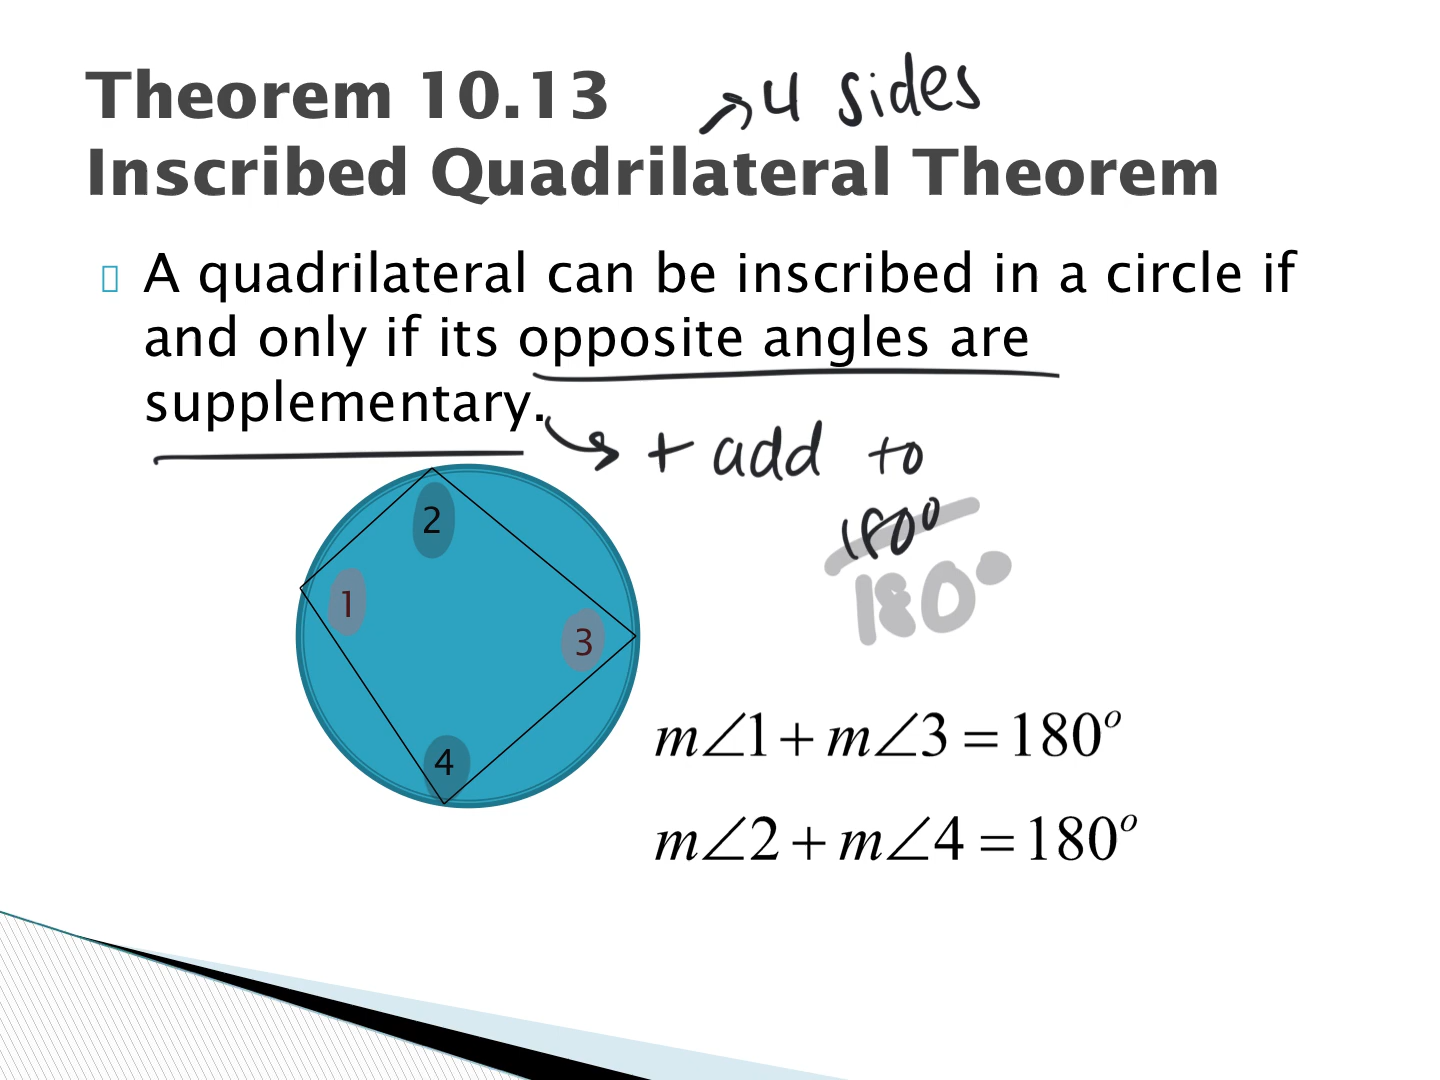 Theorem 10.13
4 sides
Inscribed Quadrilateral Theorem
A quadrilateral can be inscribed in a circle if
and only if its opposite angles are
supplementary.
+ add to
180°
180°
2
1
3
4
m∠1 + m∠3 = 180°
m∠2 + m∠4 = 180°